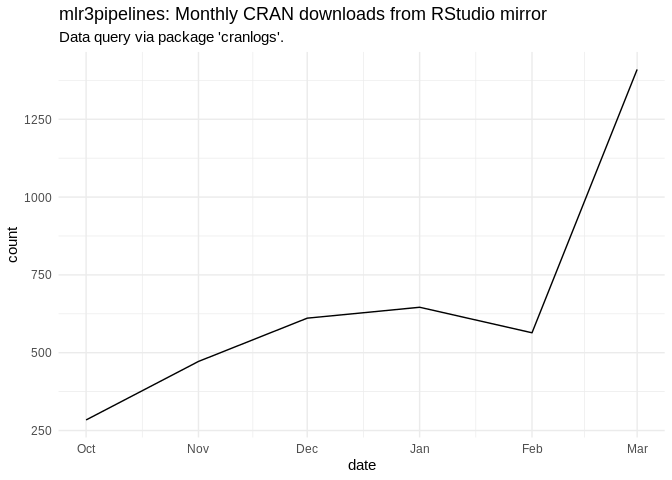 mlr3pipelines: Monthly CRAN downloads from RStudio mirror
Data query via package 'cranlogs'.
1250
1000
750
500
250
count
Oct Nov Dec Jan Feb Mar
date